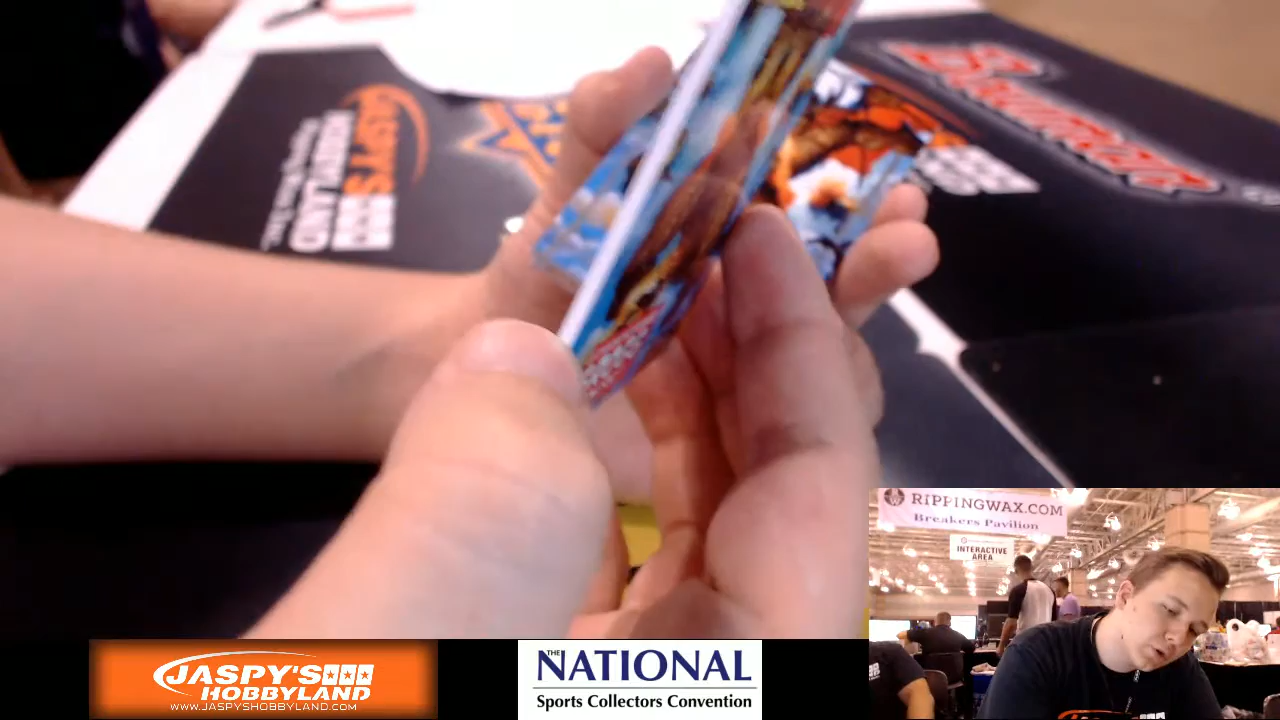 JASPY'S
HOBBYLAND
RIPPINGWAX.COM
Breakers Pavilion
INTERACTIVE
AREA
JASPY'S
HOBBYLAND
WWW.JASPYSHOBBYLAND.COM
THE NATIONAL
Sports Collectors Convention